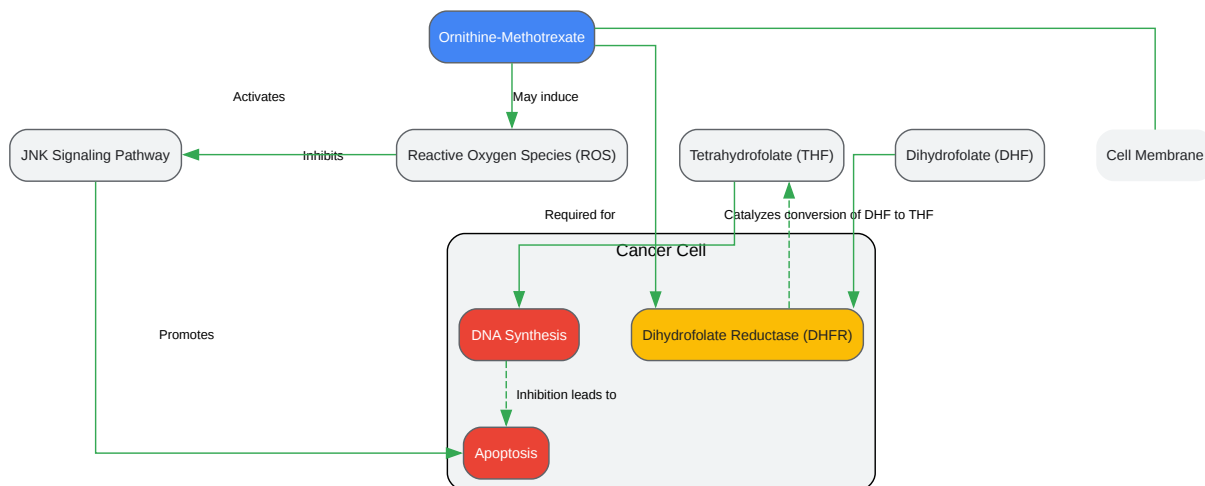 Ornithine-Methotrexate
Activates
May induce
JNK Signaling Pathway
Inhibits
Reactive Oxygen Species (ROS)
Tetrahydrofolate (THF)
Dihydrofolate (DHF)
Cell Membrane
Required for
Catalyzes conversion of DHF to THF
Cancer Cell
Promotes
DNA Synthesis
Dihydrofolate Reductase (DHFR)
Inhibition leads to
Apoptosis